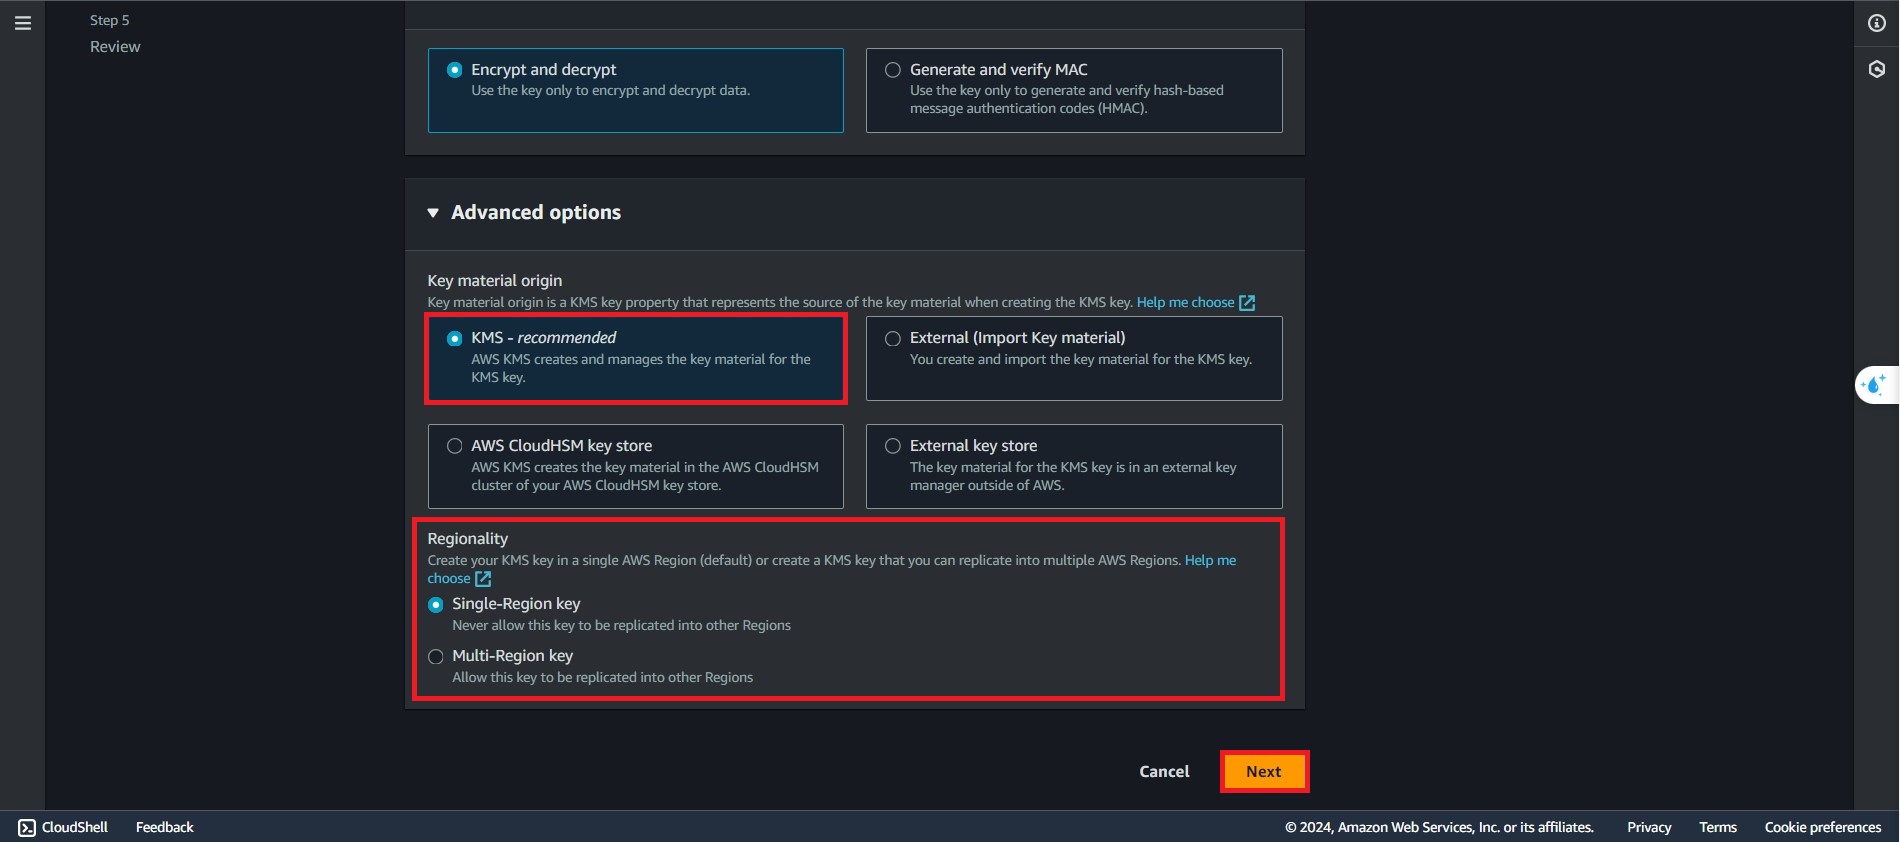 Step 5
Review
Encrypt and decrypt
Use the key only to encrypt and decrypt data.
Generate and verify MAC
Use the key only to generate and verify hash-based
message authentication codes (HMAC).
Advanced options
Key material origin
Key material origin is a KMS key property that represents the source of the key material when creating the KMS key. Help me choose
KMS - recommended
AWS KMS creates and manages the key material for the
KMS key.
External (Import Key material)
You create and import the key material for the KMS key.
AWS CloudHSM key store
AWS KMS creates the key material in the AWS CloudHSM
cluster of your AWS CloudHSM key store.
External key store
The key material for the KMS key is in an external key
manager outside of AWS.
Regionality
Create your KMS key in a single AWS Region (default) or create a KMS key that you can replicate into multiple AWS Regions. Help me
choose
Single-Region key
Never allow this key to be replicated into other Regions
Multi-Region key
Allow this key to be replicated into other Regions
Cancel
Next
CloudShell
Feedback
© 2024, Amazon Web Services, Inc. or its affiliates.
Privacy
Terms
Cookie preferences